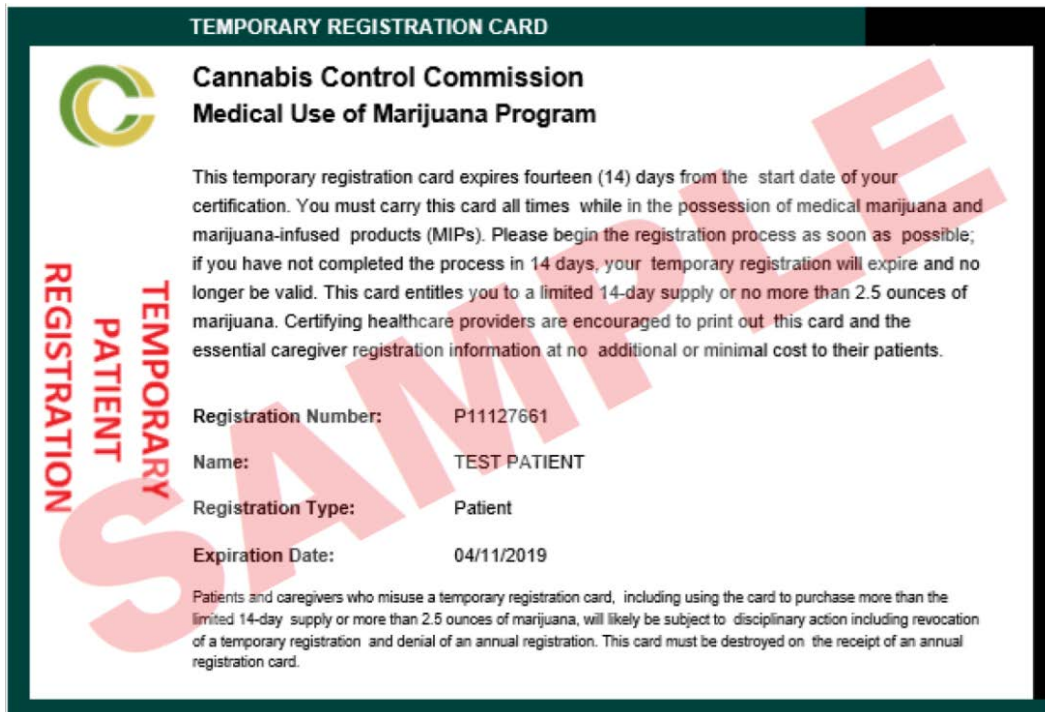 TEMPORARY REGISTRATION CARD
Cannabis Control Commission
Medical Use of Marijuana Program
This temporary registration card expires fourteen (14) days from the start date of your
certification. You must carry this card all times while in the possession of medical marijuana and
marijuana-infused products (MIPs). Please begin the registration process as soon as possible;
if you have not completed the process in 14 days, your temporary registration will expire and no
longer be valid. This card entitles you to a limited 14-day supply or no more than 2.5 ounces of
marijuana. Certifying healthcare providers are encouraged to print out this card and the
essential caregiver registration information at no additional or minimal cost to their patients.
TEMPORARY
PATIENT
REGISTRATION
Registration Number: P11127661
Name: TEST PATIENT
Registration Type: Patient
Expiration Date: 04/11/2019
Patients and caregivers who misuse a temporary registration card, including using the card to purchase more than the
limited 14-day supply or more than 2.5 ounces of marijuana, will likely be subject to disciplinary action including revocation
of a temporary registration and denial of an annual registration. This card must be destroyed on the receipt of an annual
registration card.
SAMPLE